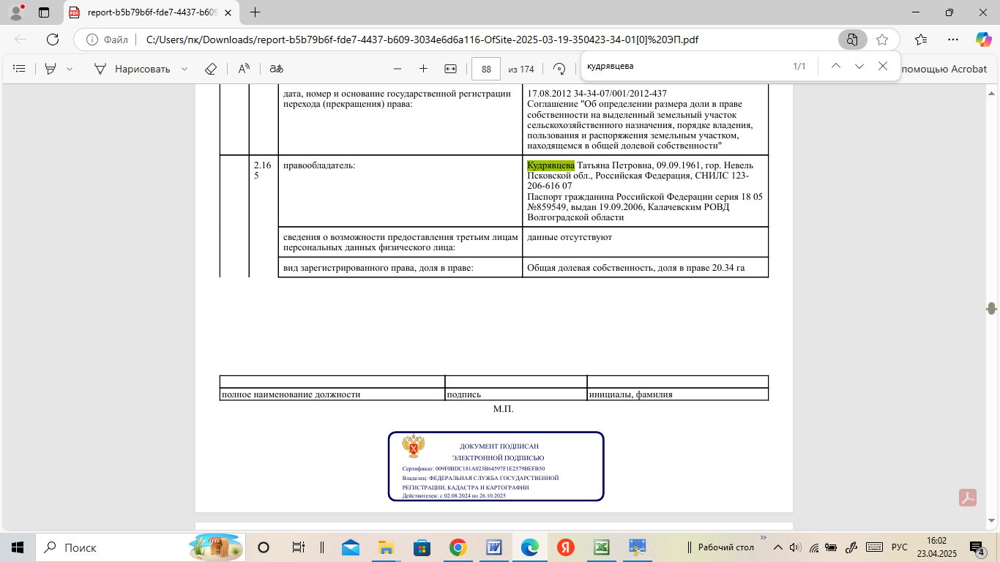 report-b5b79b6f-fde7-4437-b609
Файл
C:/Users/пк/Downloads/report-b5b79b6f-fde7-4437-b609-3034e6d6a116-OfSite-2025-03-19-350423-34-01[0]%20ЭП.pdf
Нарисовать
аあ
88
из 174
кудрявцева
1/1
помощью Acrobat
дата, номер и основание государственной регистрации
перехода (прекращения) права:
17.08.2012 34-34-07/001/2012-437
Соглашение "Об определении размера доли в праве
собственности на выделенный земельный участок
сельскохозяйственного назначения, порядке владения,
пользования и распоряжения земельным участком,
находящемся в общей долевой собственности"
2.16
5
правообладатель:
Кудрявцева Татьяна Петровна, 09.09.1961, гор. Невель
Псковской обл., Российская Федерация, СНИЛС 123-
206-616 07
Паспорт гражданина Российской Федерации серия 18 05
№859549, выдан 19.09.2006, Калачевским РОВД
Волгоградской области
сведения о возможности предоставления третьим лицам
персональных данных физического лица:
данные отсутствуют
вид зарегистрированного права, доля в праве:
Общая долевая собственность, доля в праве 20.34 га
полное наименование должности
подпись
инициалы, фамилия
М.П.
ДОКУМЕНТ ПОДПИСАН
ЭЛЕКТРОННОЙ ПОДПИСЬЮ
Сертификат: 009F0BDC181A023B64597F1E2579BEFB50
Владелец: ФЕДЕРАЛЬНАЯ СЛУЖБА ГОСУДАРСТВЕННОЙ
РЕГИСТРАЦИИ, КАДАСТРА И КАРТОГРАФИИ
Действителен: с 02.08.2024 по 26.10.2025
Поиск
Рабочий стол
РУС
16:02
23.04.2025
4